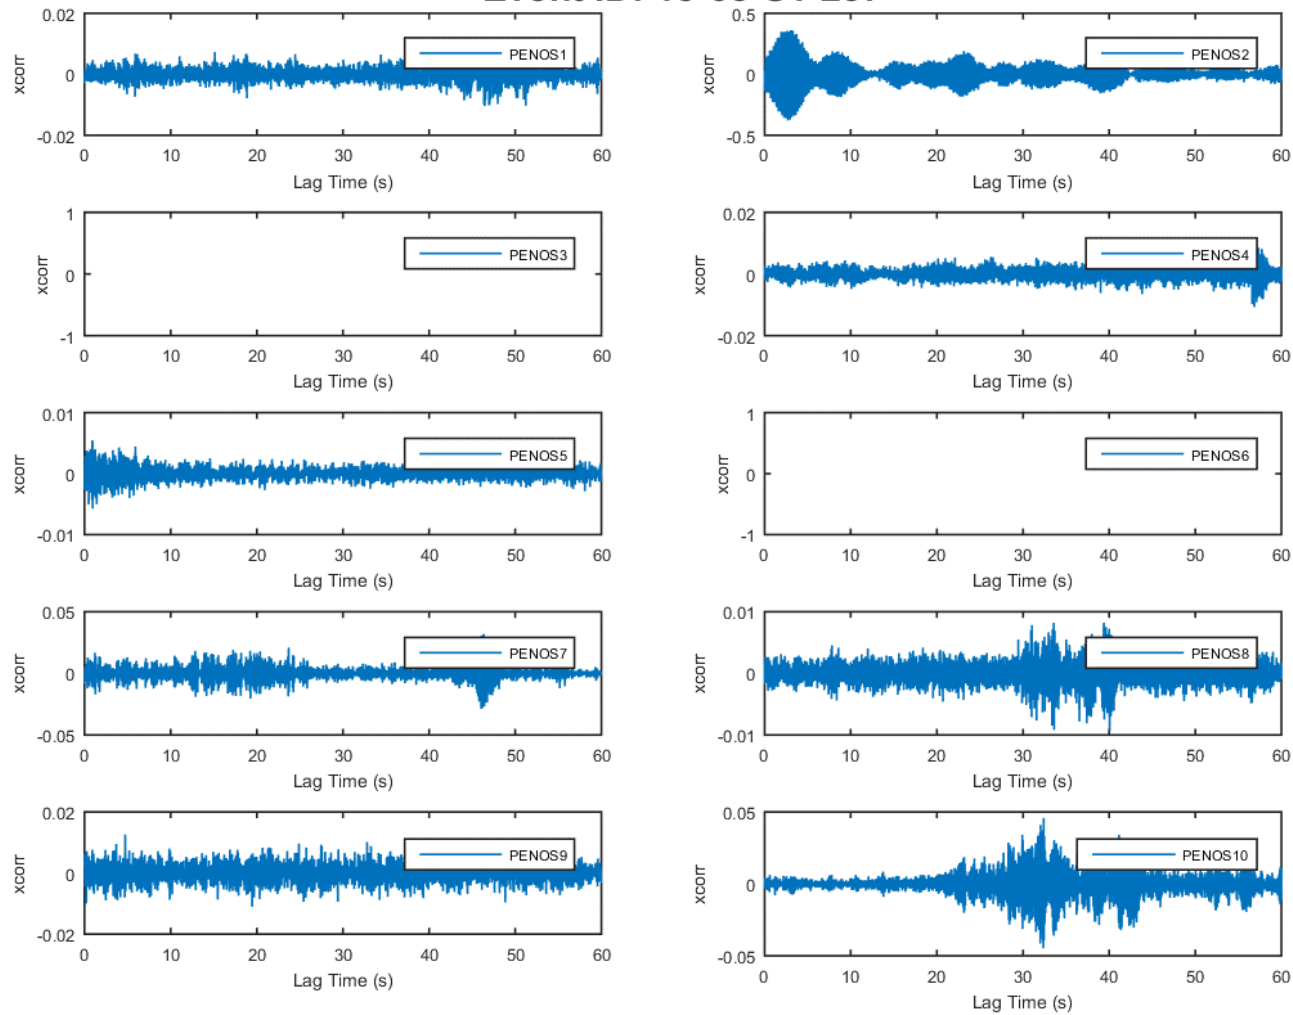 0.02
xcorr
0
-0.02
PENOS1
0 10 20 30 40 50 60
Lag Time (s)
0.5
xcorr
0
-0.5
PENOS2
0 10 20 30 40 50 60
Lag Time (s)
1
xcorr
0
-1
PENOS3
0 10 20 30 40 50 60
Lag Time (s)
0.02
xcorr
0
-0.02
PENOS4
0 10 20 30 40 50 60
Lag Time (s)
0.01
xcorr
0
-0.01
PENOS5
0 10 20 30 40 50 60
Lag Time (s)
1
xcorr
0
-1
PENOS6
0 10 20 30 40 50 60
Lag Time (s)
0.05
xcorr
0
-0.05
PENOS7
0 10 20 30 40 50 60
Lag Time (s)
0.01
xcorr
0
-0.01
PENOS8
0 10 20 30 40 50 60
Lag Time (s)
0.02
xcorr
0
-0.02
PENOS9
0 10 20 30 40 50 60
Lag Time (s)
0.05
xcorr
0
-0.05
PENOS10
0 10 20 30 40 50 60
Lag Time (s)